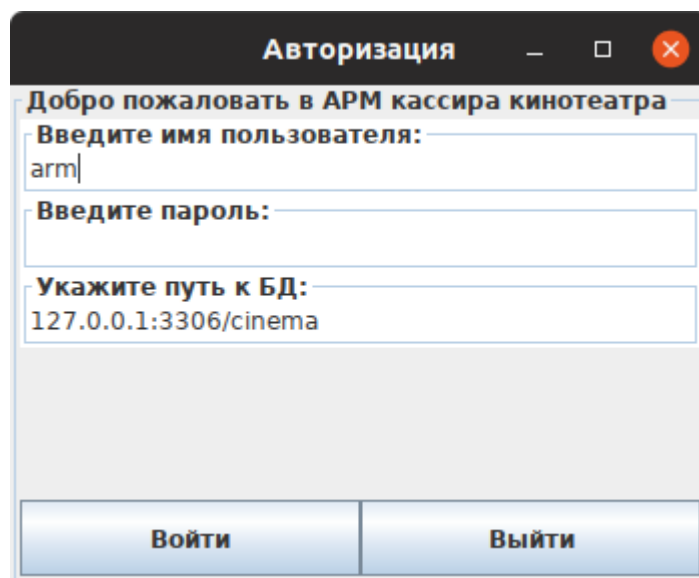 Авторизация
Добро пожаловать в АРМ кассира кинотеатра
Введите имя пользователя:
arm
Введите пароль:
Укажите путь к БД:
127.0.0.1:3306/cinema
Войти
Выйти